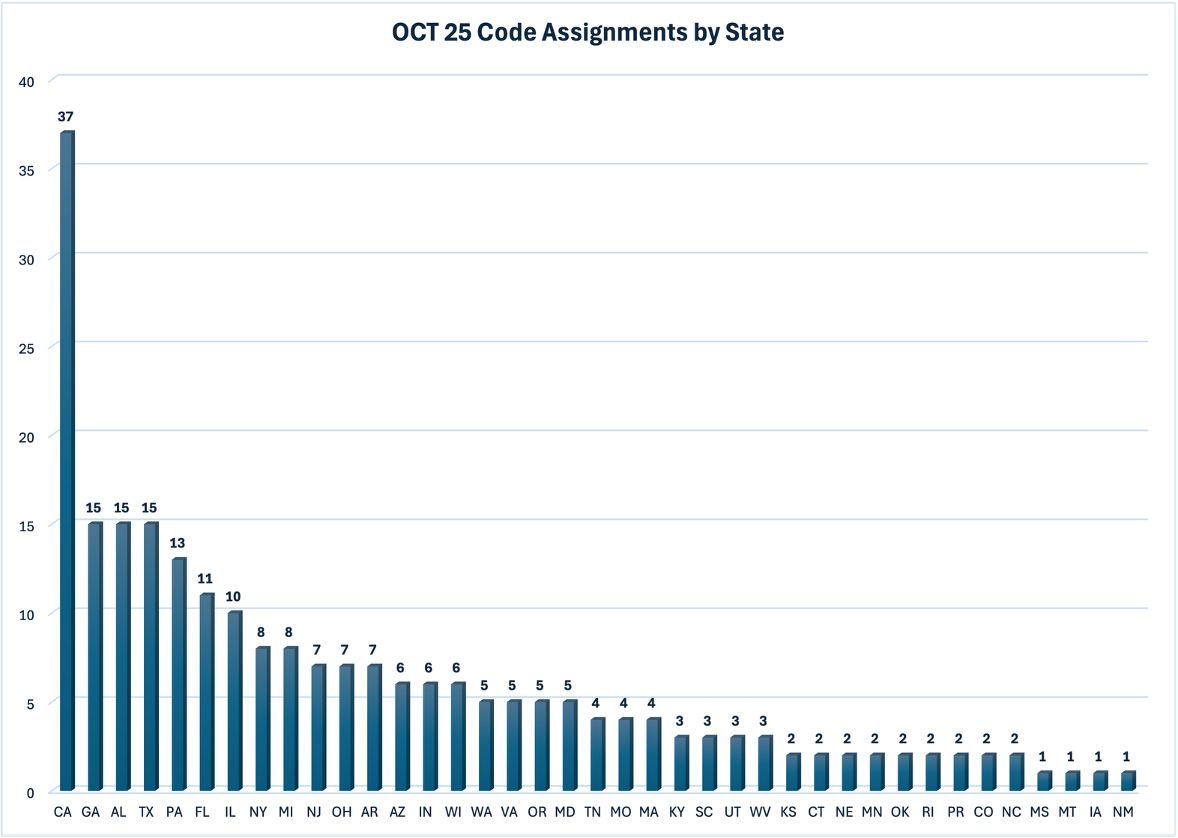 OCT 25 Code Assignments by State
40
37
35
30
25
20
15 15 15
15
13
11
10
10
8 8
7 7 7
6 6 6
5 5 5 5
5
4 4 4
3 3 3 3
2 2 2 2 2 2 2 2 2
1 1 1 1
0
CA GA AL TX PA FL IL NY MI NJ OH AR AZ IN WI WA VA OR MD TN MO MA KY SC UT WV KS CT NE MN OK RI PR CO NC MS MT IA NM